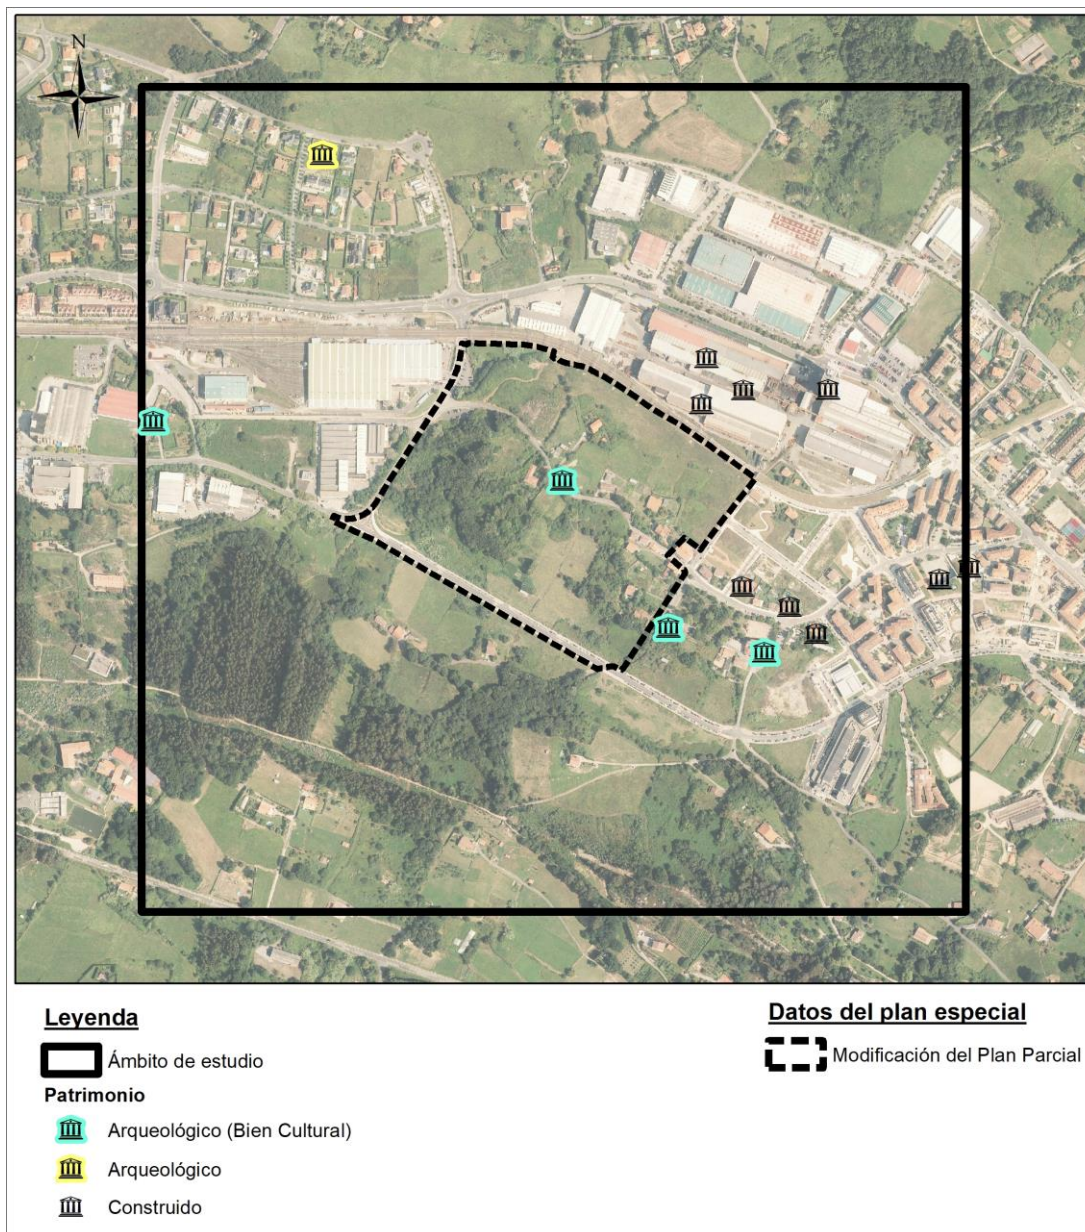 N
Leyenda
Ámbito de estudio
Patrimonio
Arqueológico (Bien Cultural)
Arqueológico
Construido
Datos del plan especial
Modificación del Plan Parcial